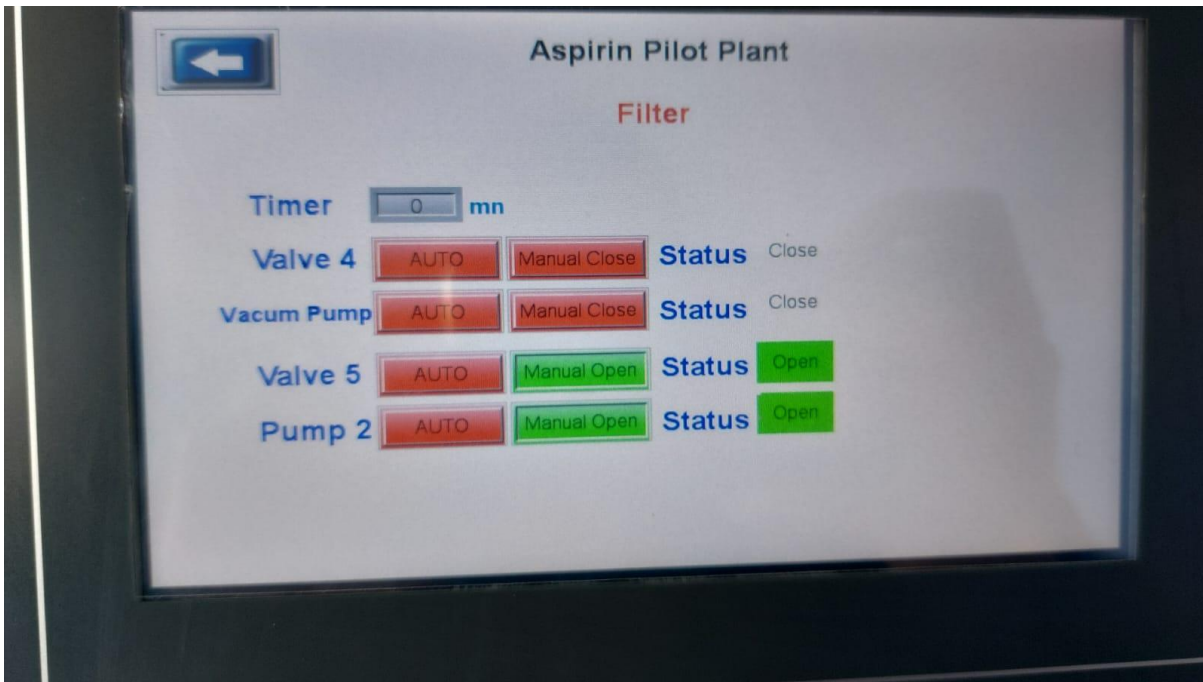 Aspirin Pilot Plant
Filter
Timer 0 mn
Valve 4 AUTO Manual Close Status Close
Vacum Pump AUTO Manual Close Status Close
Valve 5 AUTO Manual Open Status Open
Pump 2 AUTO Manual Open Status Open